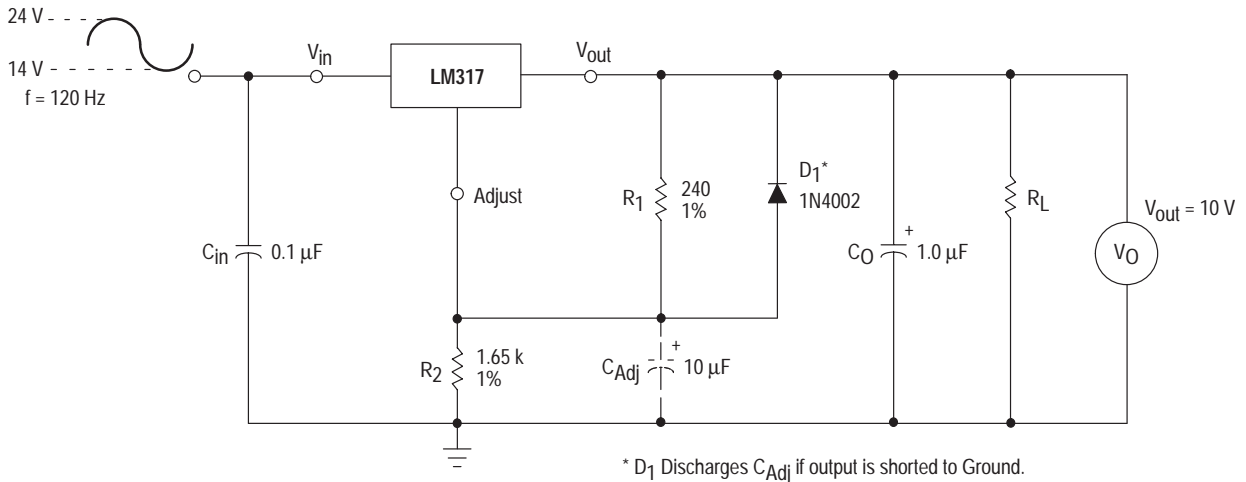 24 V
14 V
f = 120 Hz
Vin
LM317
Vout
Adjust
Cin
0.1 μF
R1
240
1%
D1*
1N4002
CO
+
1.0 μF
RL
Vout = 10 V
VO
R2
1.65 k
1%
CAdj
+
10 μF
* D1 Discharges CAdj if output is shorted to Ground.